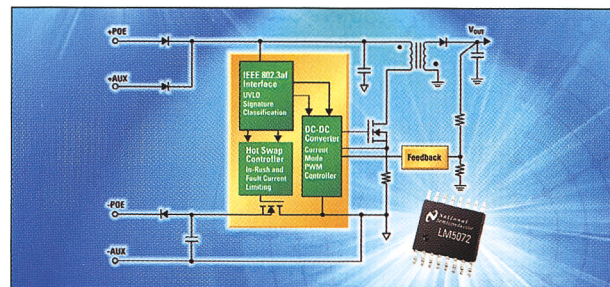 +POE
+AUX
IEEE 802.3af
Interface
UVLO
Signature
Classification
Hot Swap
Controller
In-Rush and
Fault Current
Limiting
DC-DC
Converter
Current
Mode
PWM
Controller
Feedback
VOUT
-POE
-AUX
National
Semiconductor
LM5072